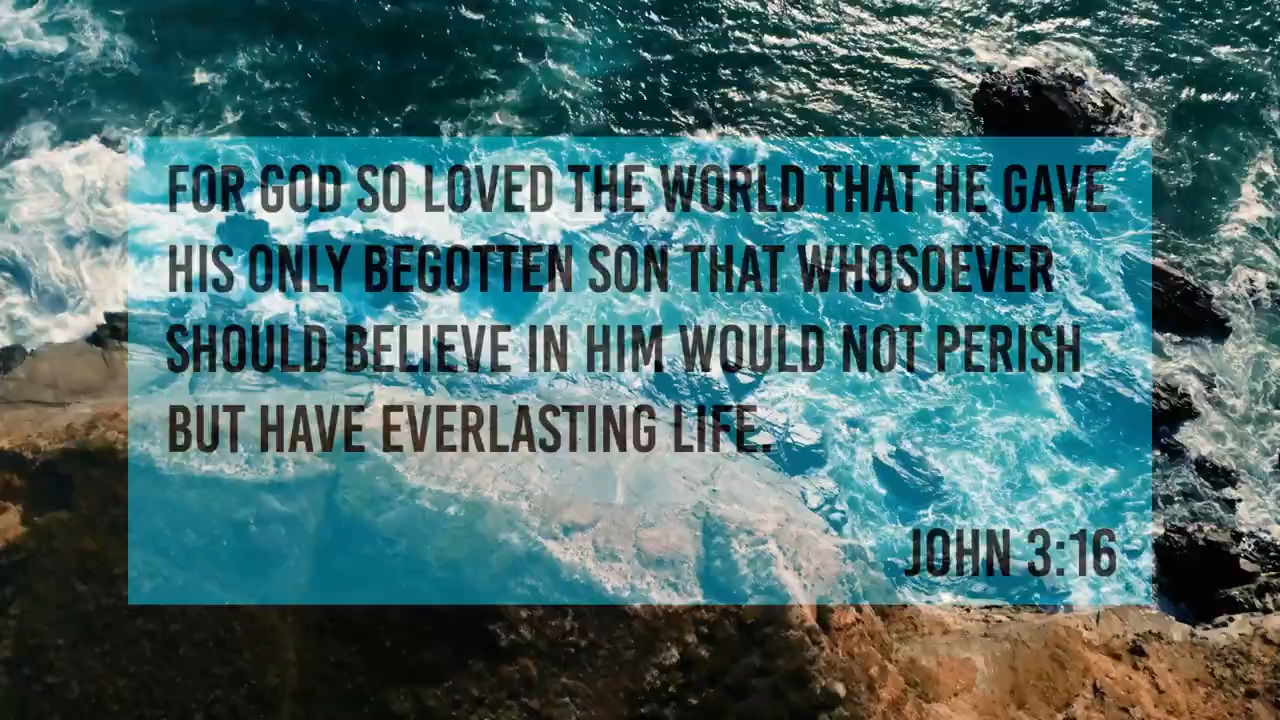 FOR GOD SO LOVED THE WORLD THAT HE GAVE
HIS ONLY BEGOTTEN SON THAT WHOSOEVER
SHOULD BELIEVE IN HIM WOULD NOT PERISH
BUT HAVE EVERLASTING LIFE.
JOHN 3:16